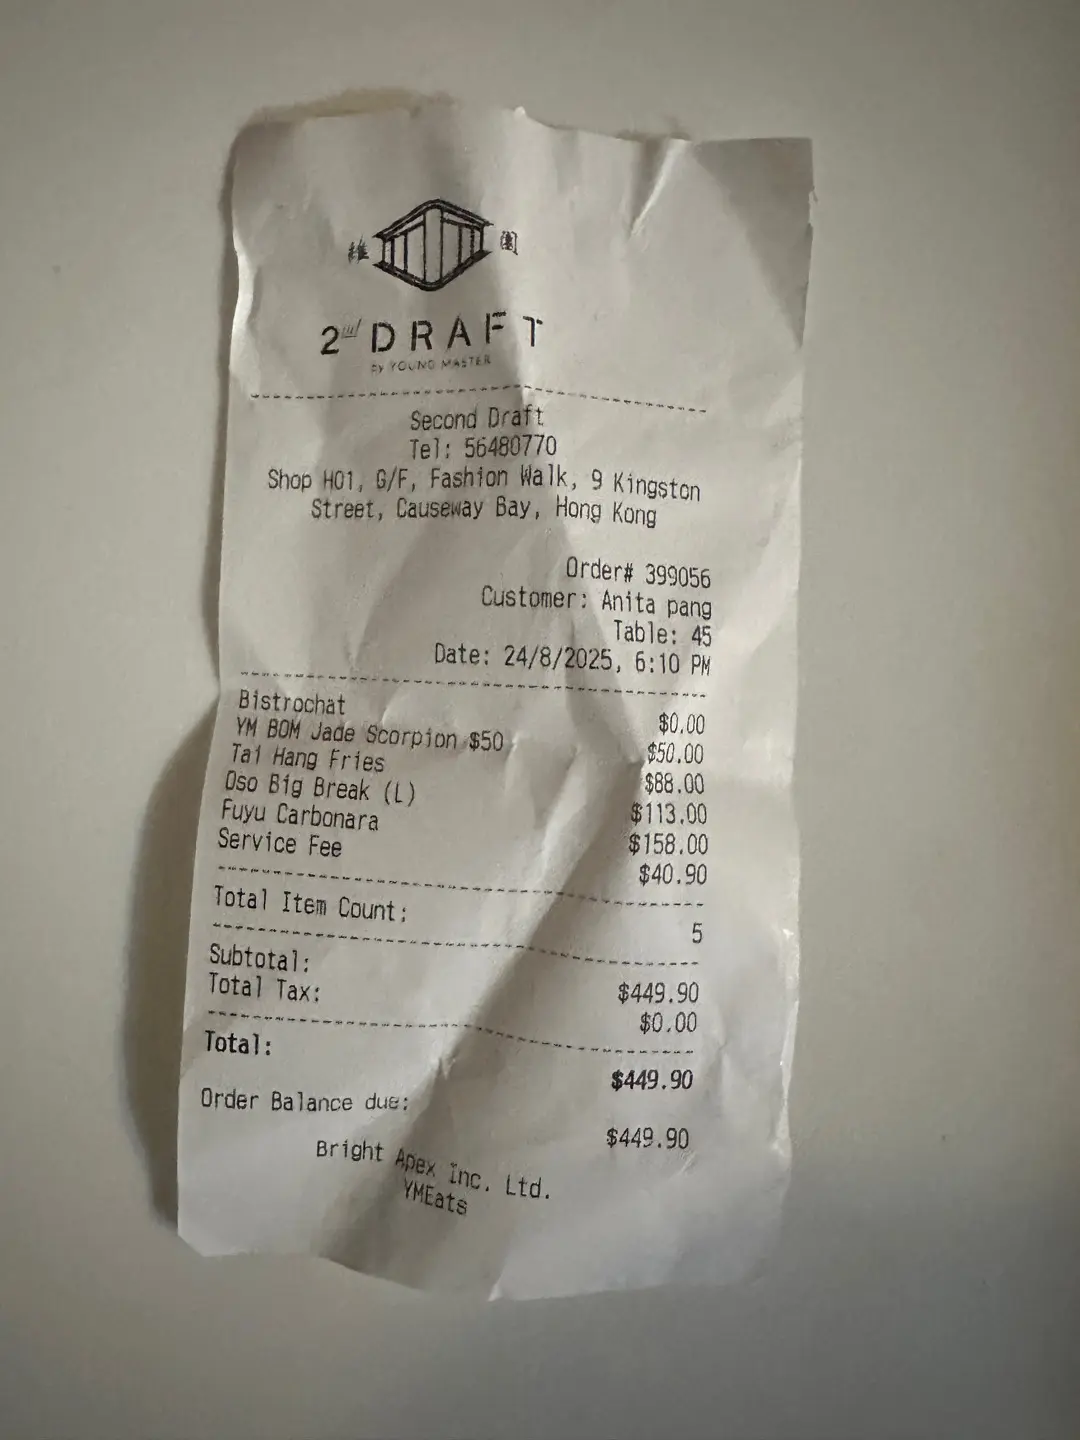 維 園
2nd DRAFT
by YOUNG MASTER
Second Draft
Tel: 56480770
Shop H01, G/F, Fashion Walk, 9 Kingston
Street, Causeway Bay, Hong Kong
Order# 399056
Customer: Anita pang
Table: 45
Date: 24/8/2025, 6:10 PM
Bistrochat $0.00
YM BOM Jade Scorpion $50 $50.00
Tai Hang Fries $88.00
Oso Big Break (L) $113.00
Fuyu Carbonara $158.00
Service Fee $40.90
Total Item Count: 5
Subtotal: $449.90
Total Tax: $0.00
Total: $449.90
Order Balance due: $449.90
Bright Apex Inc. Ltd.
YMEats